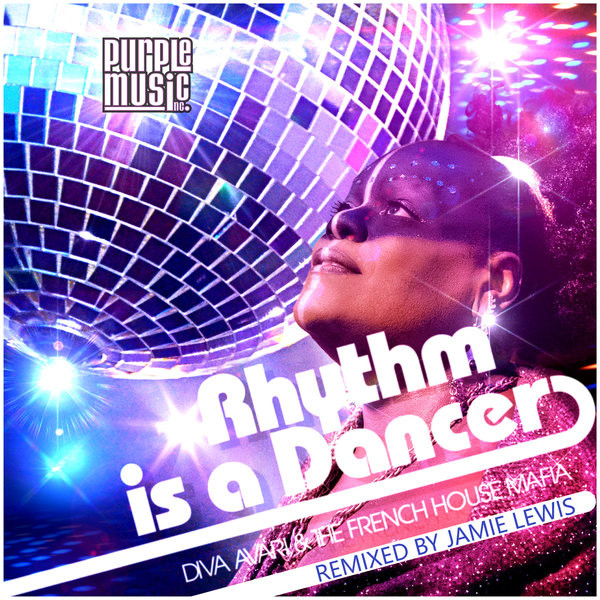 PURPLE
MUSIC
INC.
Rhythm
is a Dancer
DIVA AVARI & THE FRENCH HOUSE MAFIA
REMIXED BY JAMIE LEWIS